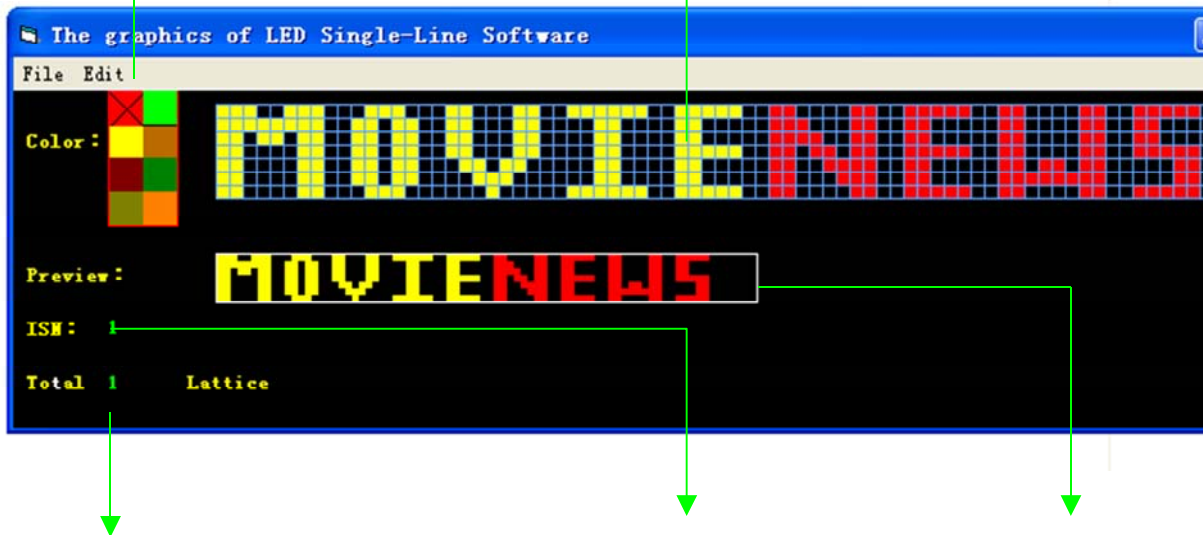 The graphics of LED Single-Line Software
File Edit
Color:
MOVIENEWS
Preview:
MOVIENEWS
ISN: 1
Total 1 Lattice